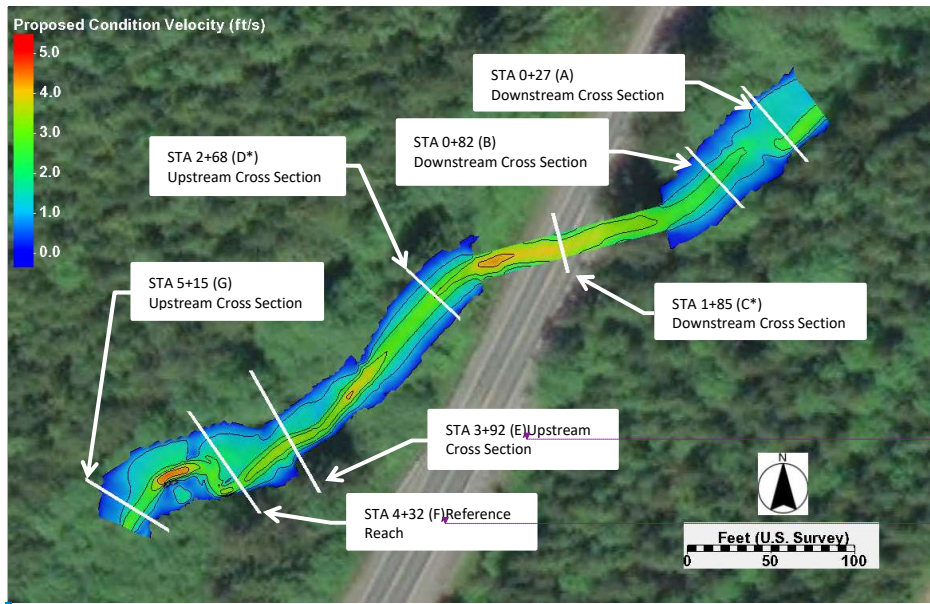 Proposed Condition Velocity (ft/s)
5.0
4.0
3.0
2.0
1.0
0.0
STA 0+27 (A)
Downstream Cross Section
STA 0+82 (B)
Downstream Cross Section
STA 2+68 (D*)
Upstream Cross Section
STA 5+15 (G)
Upstream Cross Section
STA 1+85 (C*)
Downstream Cross Section
STA 3+92 (E)Upstream
Cross Section
STA 4+32 (F)Reference
Reach
N
Feet (U.S. Survey)
0 50 100